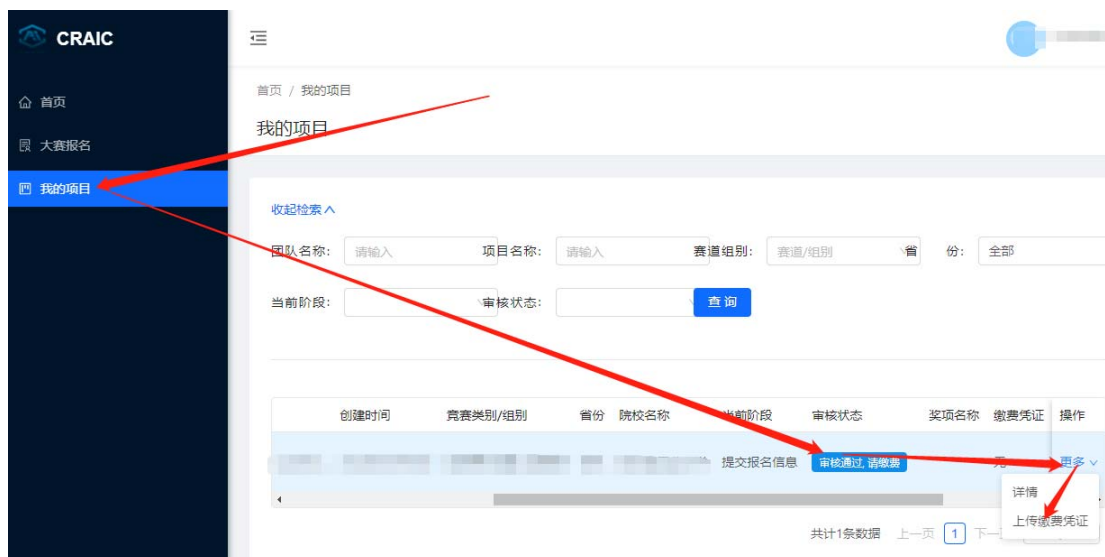 CRAIC
首页
大赛报名
我的项目
首页 / 我的项目
我的项目
收起检索
团队名称: 请输入 项目名称: 请输入 赛道组别: 赛道/组别 省 份: 全部
当前阶段: 审核状态: 查询
创建时间 竞赛类别/组别 省份 院校名称 当前阶段 审核状态 奖项名称 缴费凭证 操作
提交报名信息 审核通过,请缴费 无 更多
详情
上传缴费凭证
共计1条数据 上一页 1 下一